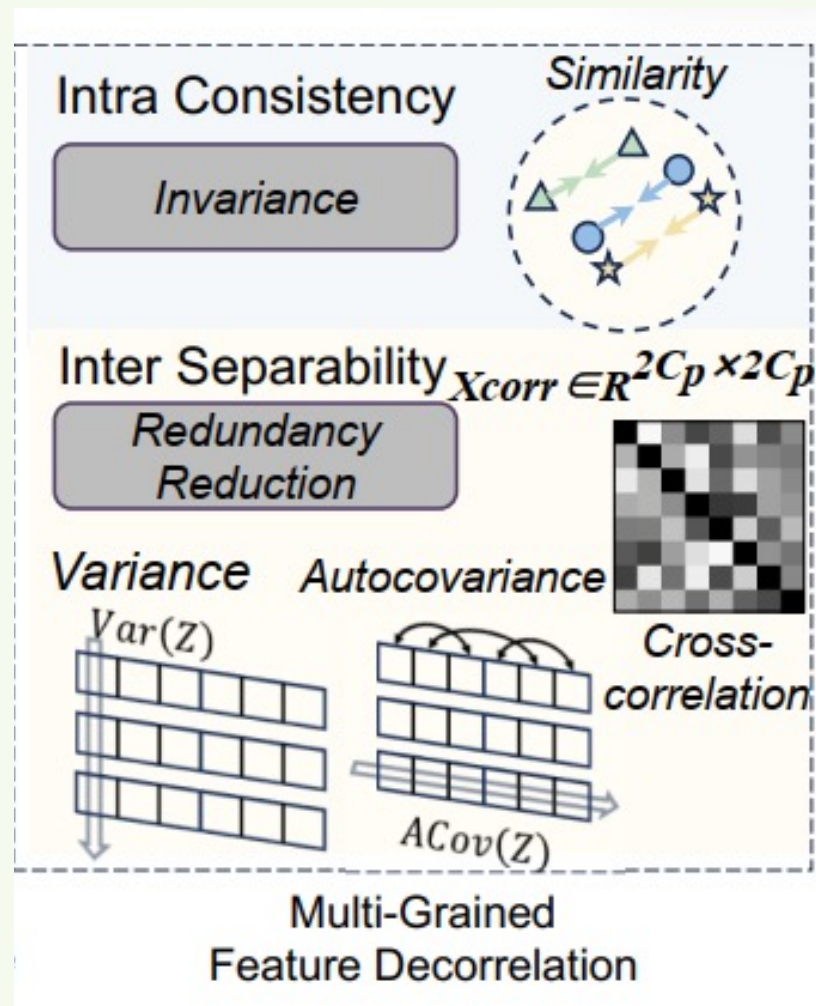 Intra Consistency
Similarity
Invariance
Inter Separability
Xcorr ∈R^{2Cp×2Cp}
Redundancy
Reduction
Variance
Autocovariance
Var(Z)
Cross-
correlation
ACov(Z)
Multi-Grained
Feature Decorrelation